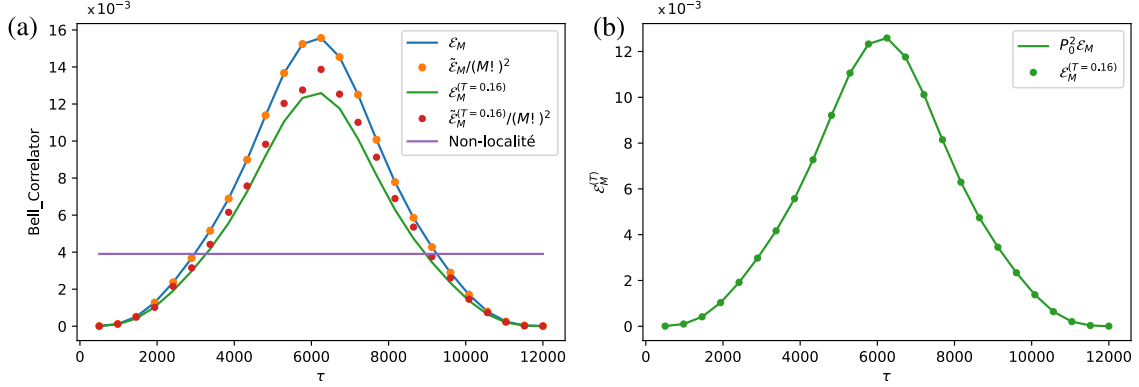 (a)
×10⁻³
Bell_Correlator
16
14
12
10
8
6
4
2
0
0
2000
4000
6000
8000
10000
12000
τ
ℰ_M
ℰ̃_M/(M!)²
ℰ_M^(T=0.16)
ℰ̃_M^(T=0.16)/(M!)²
Non-localité
(b)
×10⁻³
ℰ_M^(T)
12
10
8
6
4
2
0
0
2000
4000
6000
8000
10000
12000
τ
P₀²ℰ_M
ℰ_M^(T=0.16)